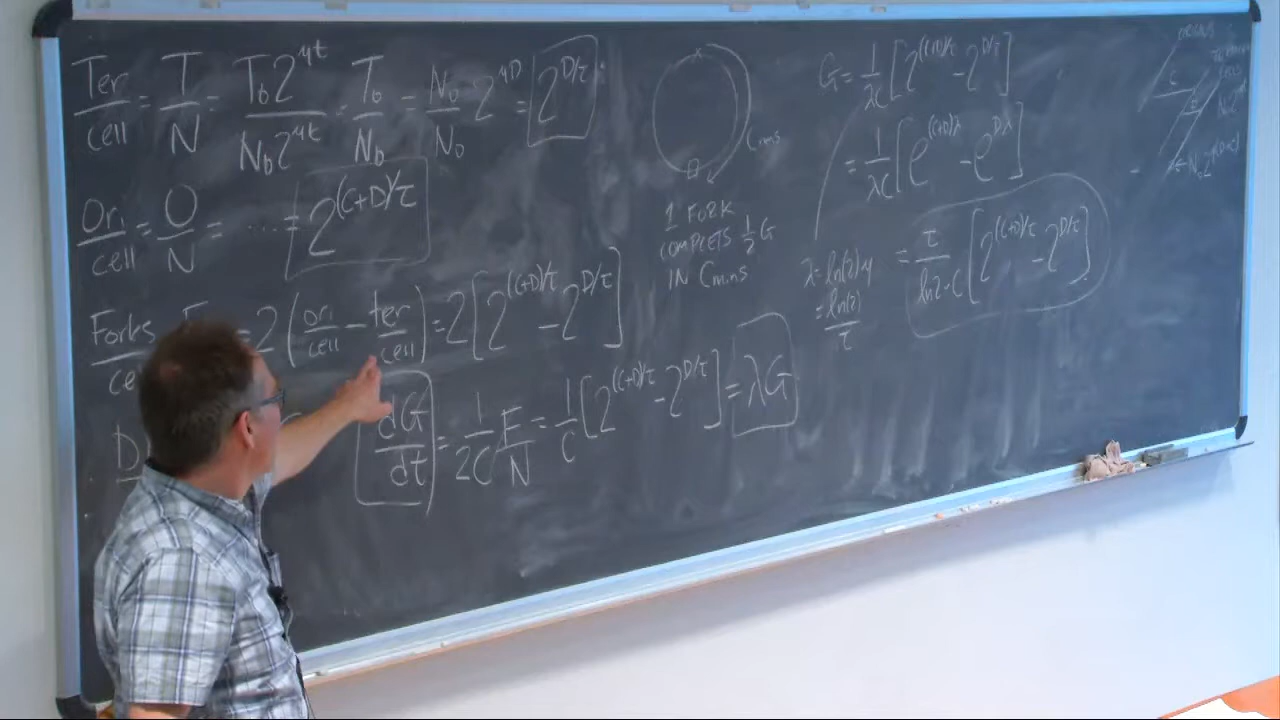 Ter/cell = T/N = T₀2^μt / N₀2^μt = T₀/N₀ = N₀/N₀ 2^μD = 2^D/τ
Ori/cell = O/N = ... = 2^(C+D)/τ
Forks = 2(ori/cell - ter/cell) = 2[2^(C+D)/τ - 2^D/τ]
dG/dt = 1/2C F/N = 1/C [2^(C+D)/τ - 2^D/τ] = λG
C mins
1 FORK
COMPLETS 1/2 G
IN C mins
G = 1/λC [2^(C+D)/τ - 2^D/τ]
= 1/λC [e^(C+D)λ - e^Dλ]
λ = ln(2)μ
= ln(2)/τ
= τ/ln2·C [2^(C+D)/τ - 2^D/τ]